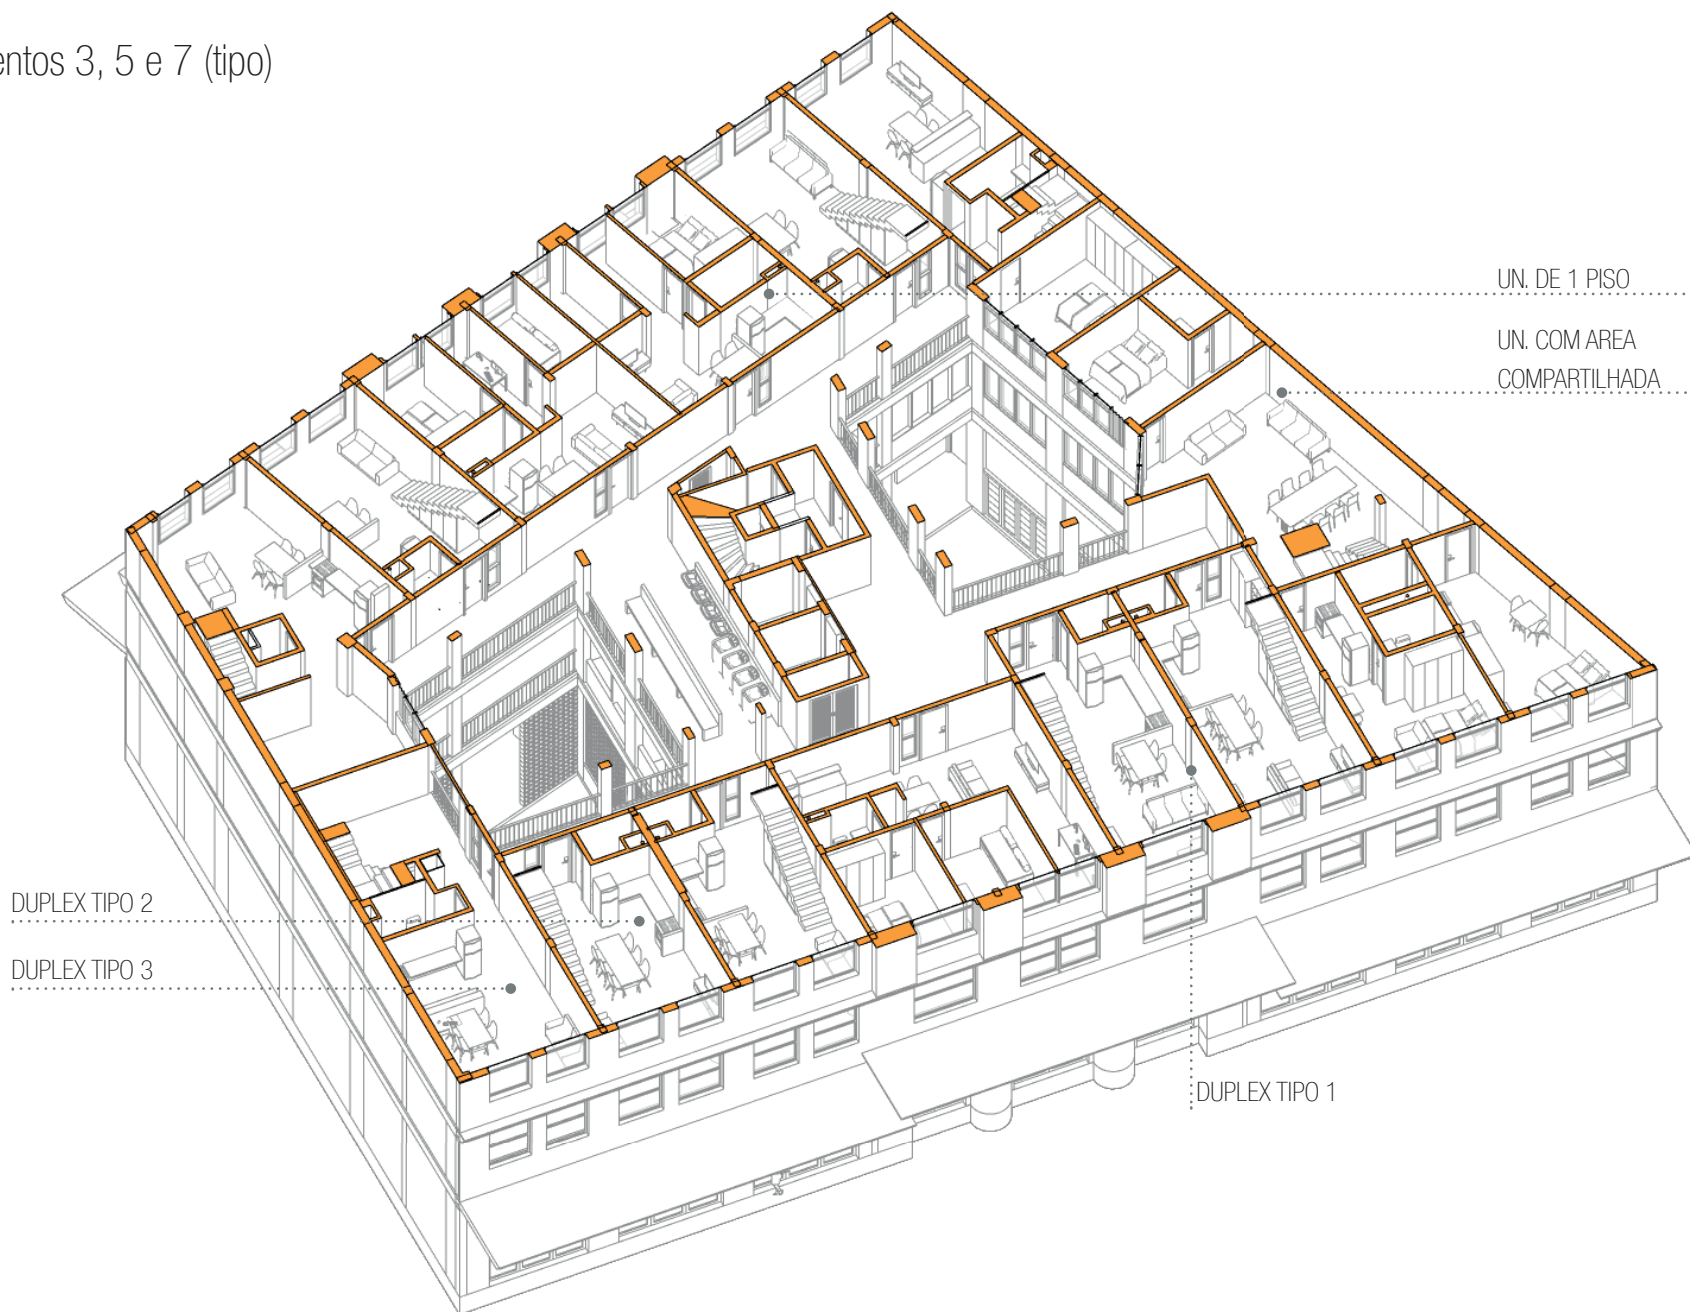 entos 3, 5 e 7 (tipo)
UN. DE 1 PISO
UN. COM AREA
COMPARTILHADA
DUPLEX TIPO 2
DUPLEX TIPO 3
DUPLEX TIPO 1